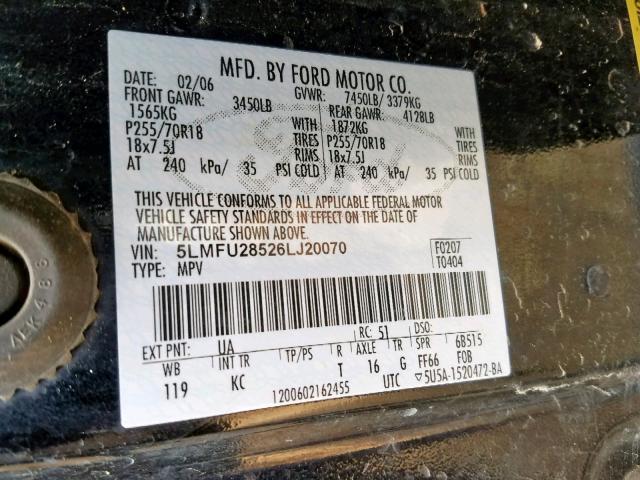 MFD. BY FORD MOTOR CO.
DATE: 02/06 GVWR: 7450LB/ 3379KG
FRONT GAWR: 3450LB REAR GAWR: 4128LB
1565KG WITH 1872KG WITH
P255/70R18 TIRES P255/70R18 TIRES
18x7.5J RIMS 18x7.5J RIMS
AT 240 kPa/ 35 PSI COLD AT 240 kPa/ 35 PSI COLD
THIS VEHICLE CONFORMS TO ALL APPLICABLE FEDERAL MOTOR
VEHICLE SAFETY STANDARDS IN EFFECT ON THE DATE OF
MANUFACTURE SHOWN ABOVE.
VIN: 5LMFU28526LJ20070 F0207
TYPE: MPV T0404
EXT PNT: UA RC: 51 DSO:
WB INT TR TP/PS R AXLE TR SPR 6B515
119 KC T 16 G FF66 FOB
1200602162455 UTC ▽5U5A-1520472-BA
4EK486
Ford